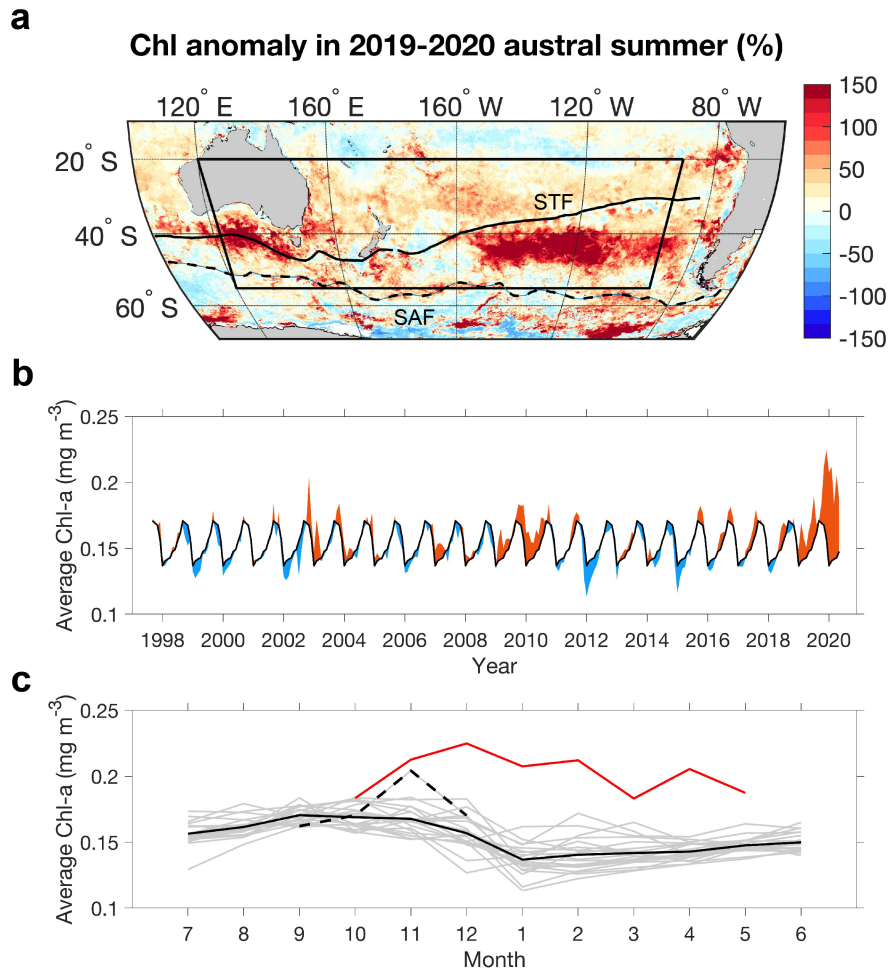 a
Chl anomaly in 2019-2020 austral summer (%)
120° E 160° E 160° W 120° W 80° W
20° S
40° S
60° S
STF
SAF
150
100
50
0
-50
-100
-150
b
Average Chl-a (mg m-3)
0.25
0.2
0.15
0.1
1998 2000 2002 2004 2006 2008 2010 2012 2014 2016 2018 2020
Year
c
Average Chl-a (mg m-3)
0.25
0.2
0.15
0.1
7 8 9 10 11 12 1 2 3 4 5 6
Month